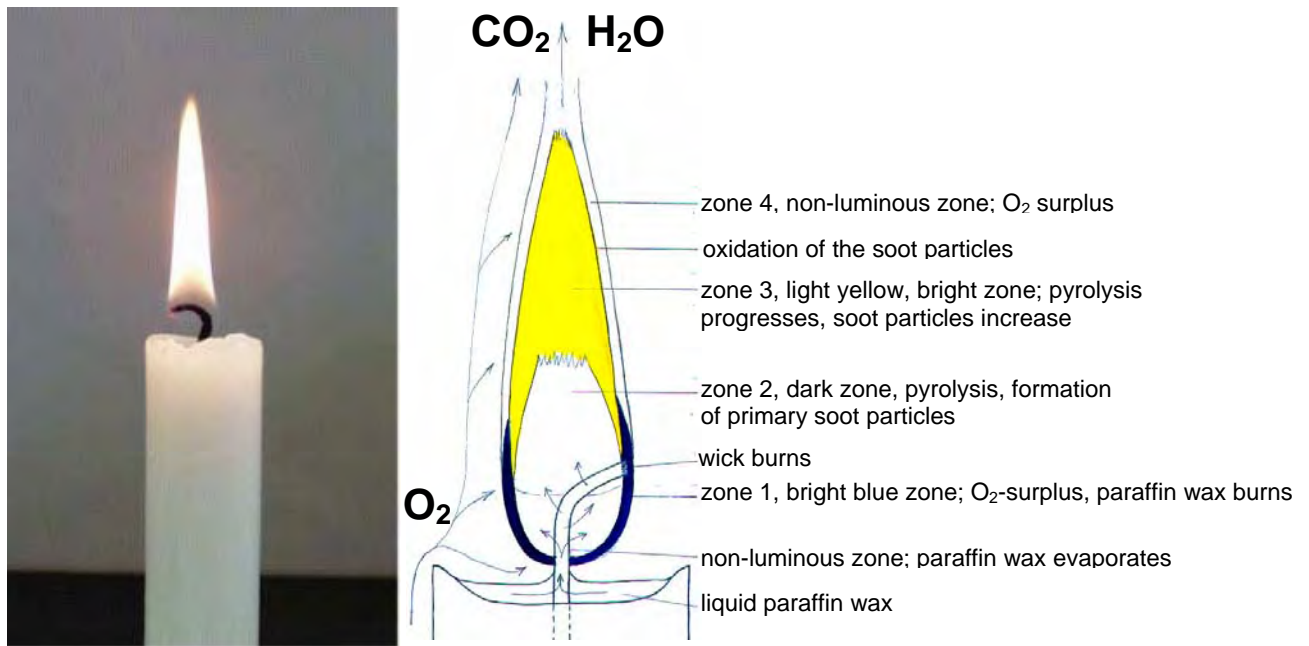 CO₂ H₂O
zone 4, non-luminous zone; O₂ surplus
oxidation of the soot particles
zone 3, light yellow, bright zone; pyrolysis
progresses, soot particles increase
zone 2, dark zone, pyrolysis, formation
of primary soot particles
wick burns
zone 1, bright blue zone; O₂-surplus, paraffin wax burns
O₂
non-luminous zone; paraffin wax evaporates
liquid paraffin wax